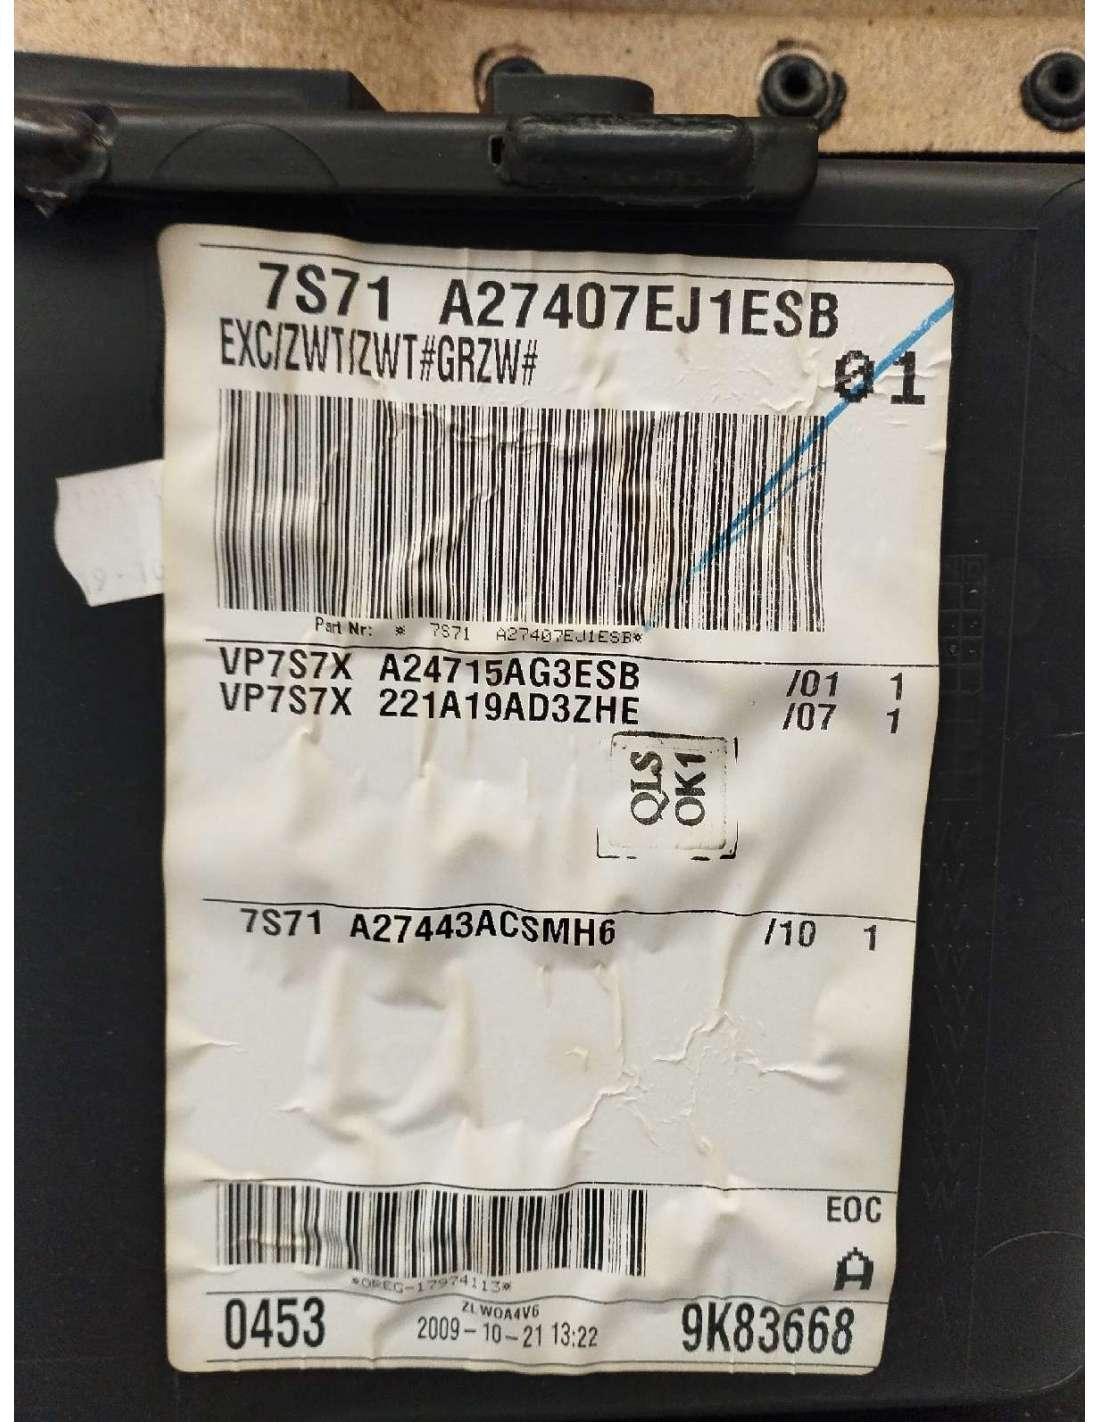 7S71 A27407EJ1ESB
EXC/ZWT/ZWT#GRZW#
01
Part Nr: * 7S71 A27407EJ1ESB*
VP7S7X A24715AG3ESB /01 1
VP7S7X 221A19AD3ZHE /07 1
QLS
OK1
7S71 A27443ACSMH6 /10 1
EOC
A
*OREG-17974113*
ZLWOA4V6
0453 2009-10-21 13:22 9K83668